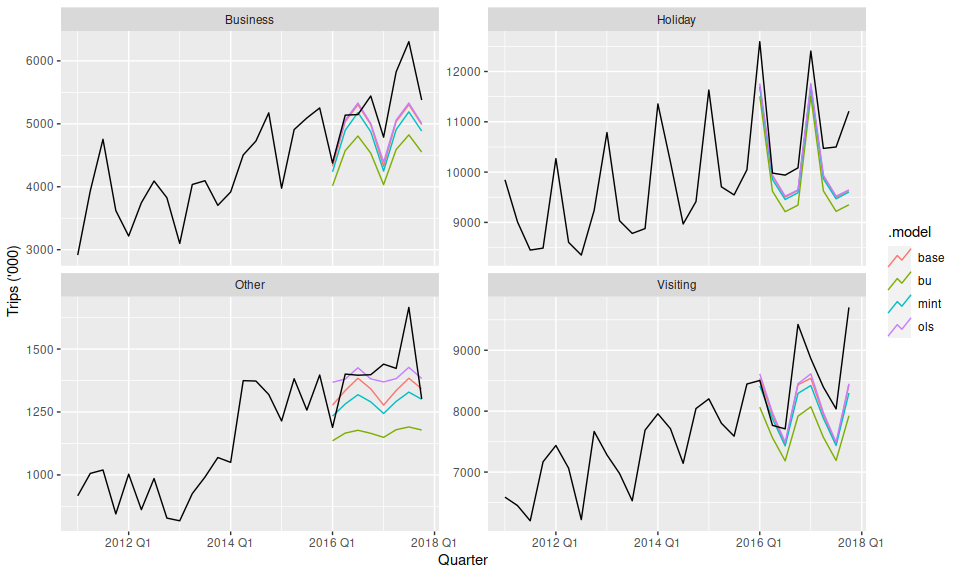 Business
Holiday
6000
5000
4000
3000
12000
11000
10000
9000
Other
Visiting
1500
1250
1000
9000
8000
7000
2012 Q1
2014 Q1
2016 Q1
2018 Q1
2012 Q1
2014 Q1
2016 Q1
2018 Q1
Quarter
Trips ('000)
.model
base
bu
mint
ols